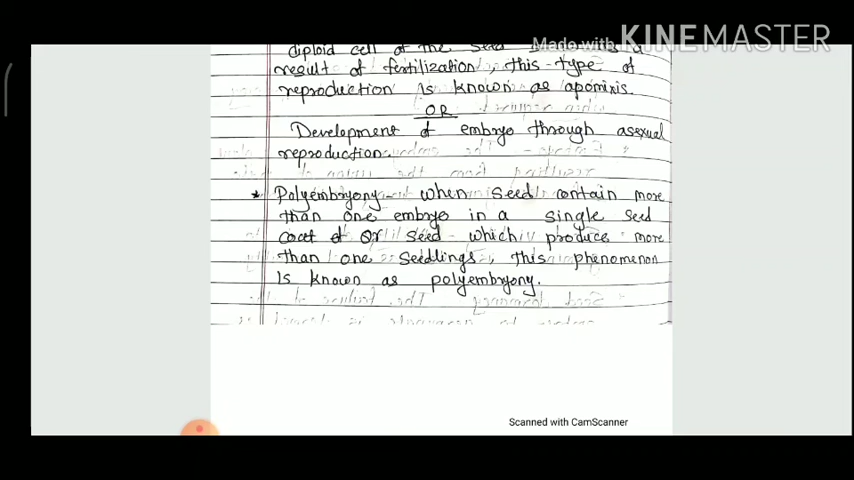 Made with KINEMASTER
diploid cell of the seed
result of fertilization, this type of
reproduction is known as apomixis.
OR
Development of embryo through asexual
reproduction.
* Polyembryony - when seed contain more
than one embryo in a single seed
coat or seed which produce more
than one seedlings, this phenomenon
is known as polyembryony.
Scanned with CamScanner